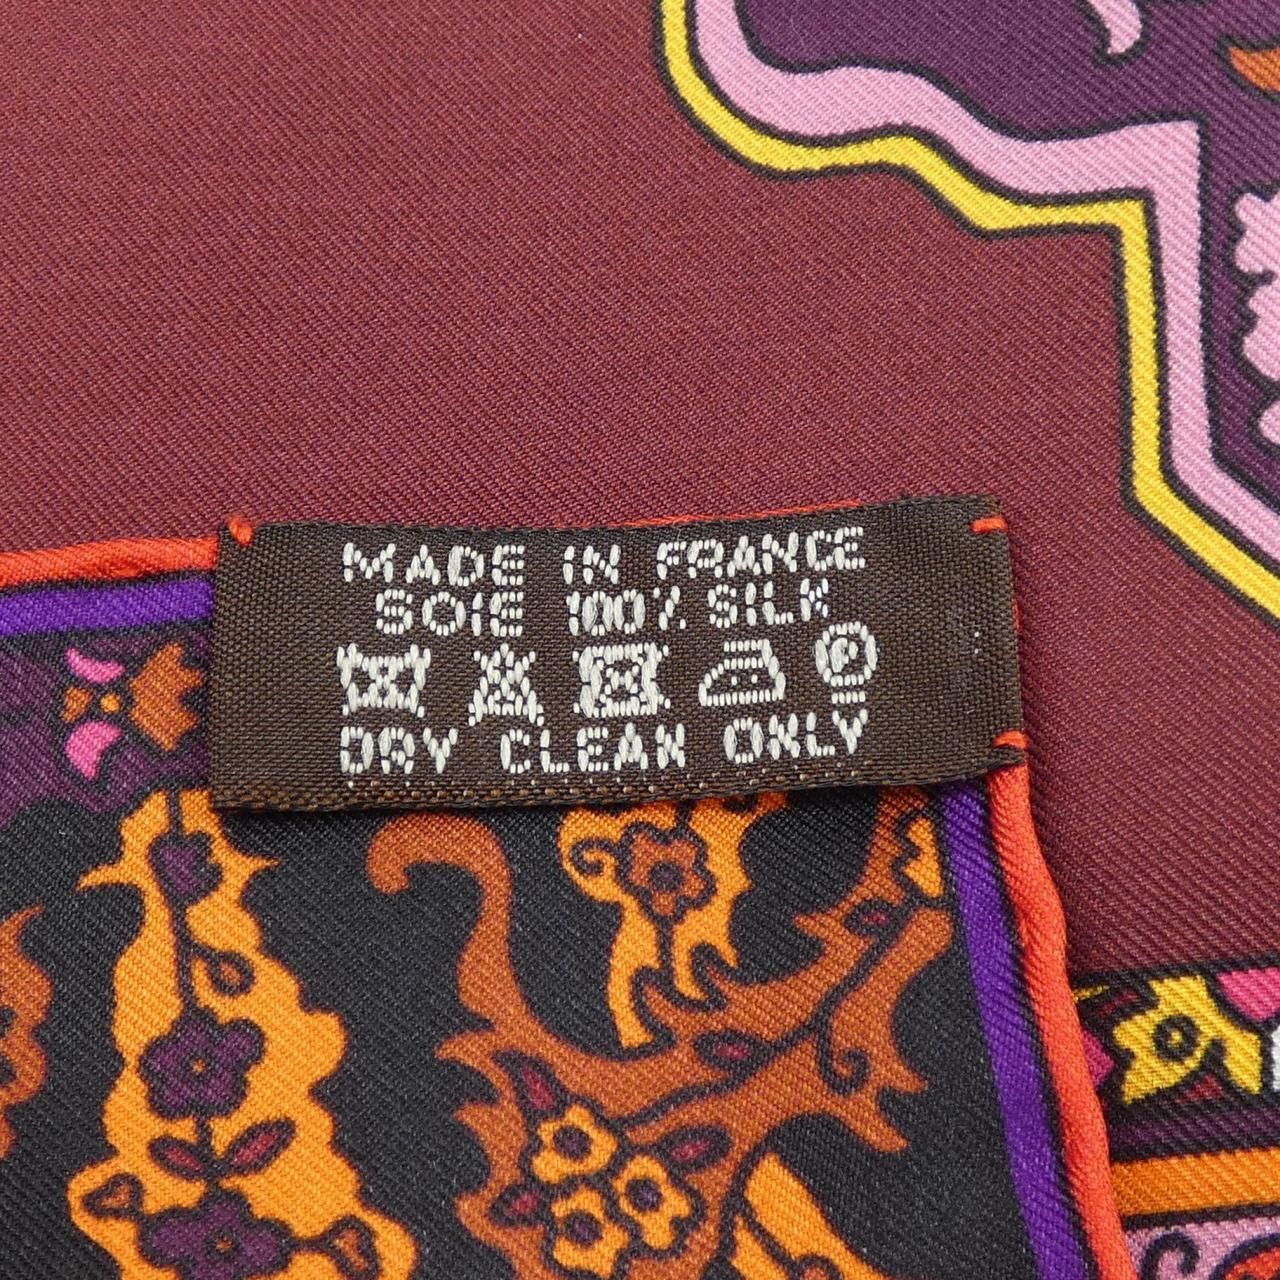 MADE IN FRANCE
SOIE 100% SILK
P
DRY CLEAN ONLY